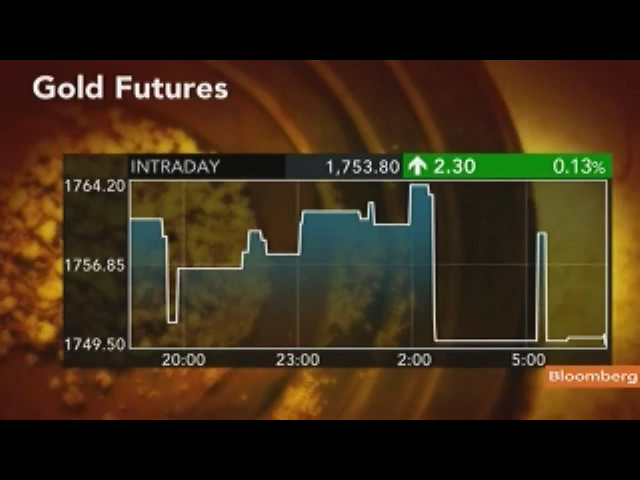 Gold Futures
INTRADAY 1,753.80 2.30 0.13%
1764.20
1756.85
1749.50
20:00 23:00 2:00 5:00
Bloomberg